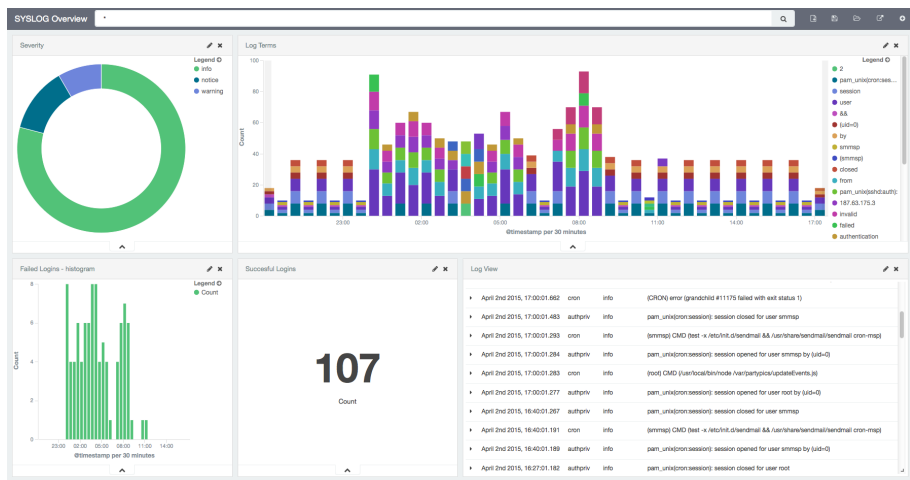 SYSLOG Overview
*
Severity
Legend
info
notice
warning
Log Terms
Legend
2
pam_unix(cron:ses...
session
user
&&
(uid=0)
by
smmsp
(smmsp)
closed
from
pam_unix(sshd:auth):
187.63.175.3
invalid
failed
authentication
Count
100
80
60
40
20
0
23:00 02:00 05:00 08:00 11:00 14:00 17:00
@timestamp per 30 minutes
Failed Logins - histogram
Legend
Count
Count
8
6
4
2
0
23:00 02:00 05:00 08:00 11:00 14:00
@timestamp per 30 minutes
Succesful Logins
107
Count
Log View
April 2nd 2015, 17:00:01.662 cron info (CRON) error (grandchild #11175 failed with exit status 1)
April 2nd 2015, 17:00:01.483 authpriv info pam_unix(cron:session): session closed for user smmsp
April 2nd 2015, 17:00:01.293 cron info (smmsp) CMD (test -x /etc/init.d/sendmail && /usr/share/sendmail/sendmail cron-msp)
April 2nd 2015, 17:00:01.284 authpriv info pam_unix(cron:session): session opened for user smmsp by (uid=0)
April 2nd 2015, 17:00:01.283 cron info (root) CMD (/usr/local/bin/node /var/partypics/updateEvents.js)
April 2nd 2015, 17:00:01.277 authpriv info pam_unix(cron:session): session opened for user root by (uid=0)
April 2nd 2015, 16:40:01.267 authpriv info pam_unix(cron:session): session closed for user smmsp
April 2nd 2015, 16:40:01.191 cron info (smmsp) CMD (test -x /etc/init.d/sendmail && /usr/share/sendmail/sendmail cron-msp)
April 2nd 2015, 16:40:01.189 authpriv info pam_unix(cron:session): session opened for user smmsp by (uid=0)
April 2nd 2015, 16:27:01.182 authpriv info pam_unix(cron:session): session closed for user root